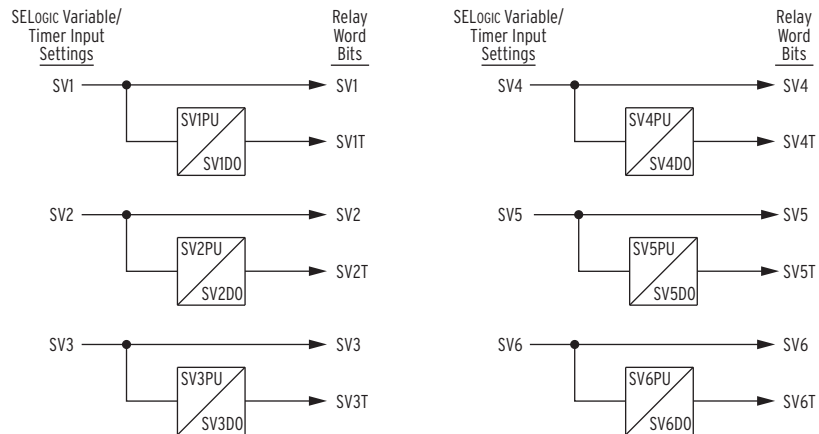 SELOGIC Variable/
Timer Input
Settings
Relay
Word
Bits
SV1
SV1
SV1PU
SV1DO
SV1T
SV2
SV2
SV2PU
SV2DO
SV2T
SV3
SV3
SV3PU
SV3DO
SV3T
SELOGIC Variable/
Timer Input
Settings
Relay
Word
Bits
SV4
SV4
SV4PU
SV4DO
SV4T
SV5
SV5
SV5PU
SV5DO
SV5T
SV6
SV6
SV6PU
SV6DO
SV6T